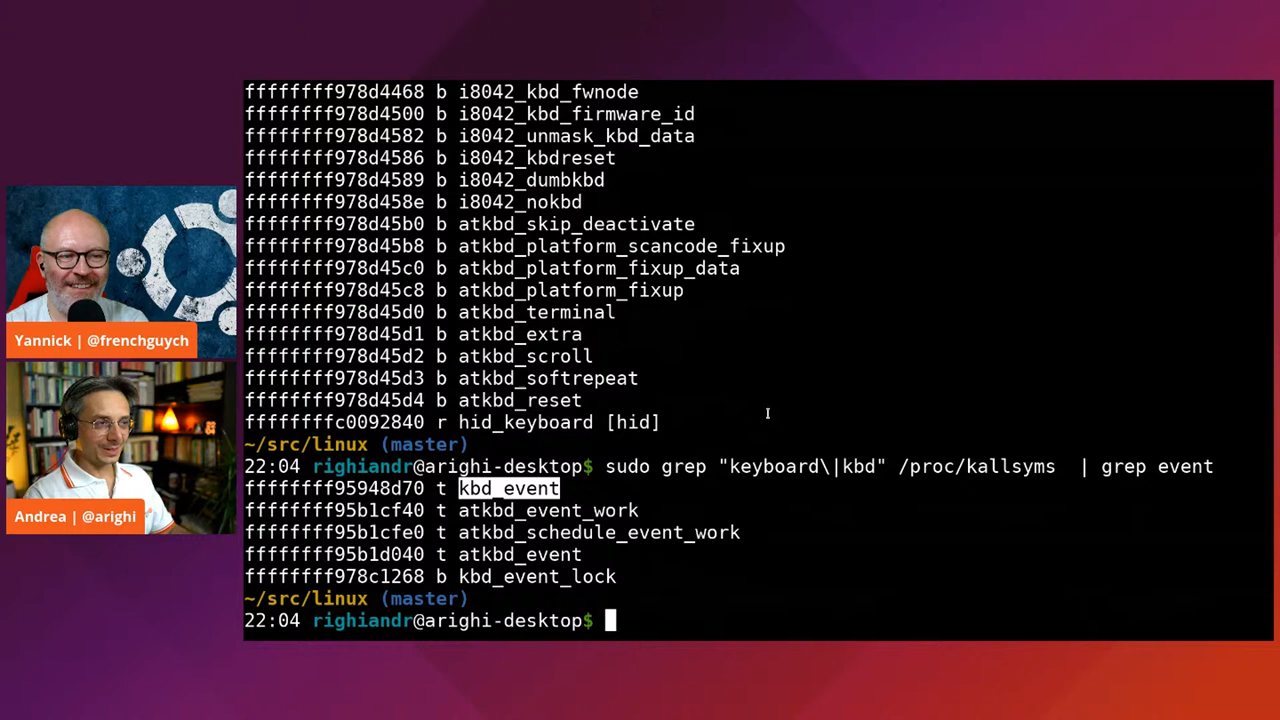 ffffffff978d4468 b i8042_kbd_fwnode
ffffffff978d4500 b i8042_kbd_firmware_id
ffffffff978d4582 b i8042_unmask_kbd_data
ffffffff978d4586 b i8042_kbdreset
ffffffff978d4589 b i8042_dumbkbd
ffffffff978d458e b i8042_nokbd
ffffffff978d45b0 b atkbd_skip_deactivate
ffffffff978d45b8 b atkbd_platform_scancode_fixup
ffffffff978d45c0 b atkbd_platform_fixup_data
ffffffff978d45c8 b atkbd_platform_fixup
ffffffff978d45d0 b atkbd_terminal
ffffffff978d45d1 b atkbd_extra
ffffffff978d45d2 b atkbd_scroll
ffffffff978d45d3 b atkbd_softrepeat
ffffffff978d45d4 b atkbd_reset
ffffffffc0092840 r hid_keyboard [hid]
~/src/linux (master)
22:04 righiandr@arighi-desktop$ sudo grep "keyboard\|kbd" /proc/kallsyms  | grep event
ffffffff95948d70 t kbd_event
ffffffff95b1cf40 t atkbd_event_work
ffffffff95b1cfe0 t atkbd_schedule_event_work
ffffffff95b1d040 t atkbd_event
ffffffff978c1268 b kbd_event_lock
~/src/linux (master)
22:04 righiandr@arighi-desktop$
Yannick | @frenchguych
Andrea | @arighi